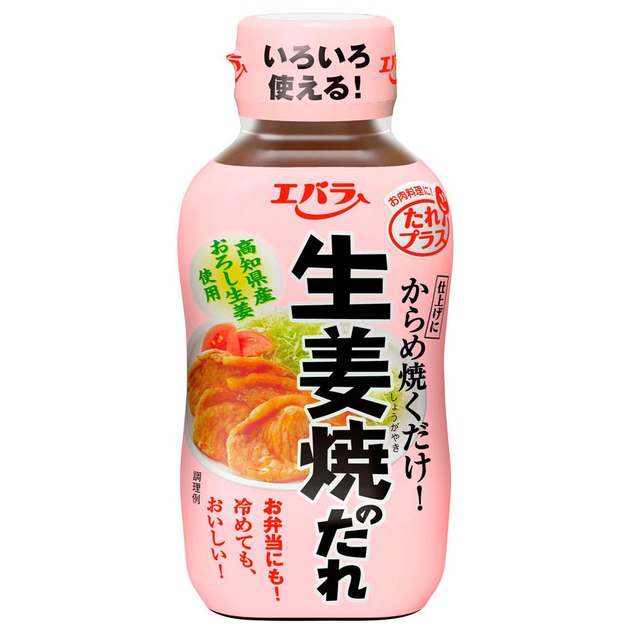 いろいろ
使える!
エバラ
エ
エバラ
お肉料理に!
たれ
プラス
高知県産
おろし生姜
使用
生姜焼のたれ
しょうがやき
仕上げに
からめ焼くだけ!
調理例
お弁当にも!
冷めても、
おいしい!